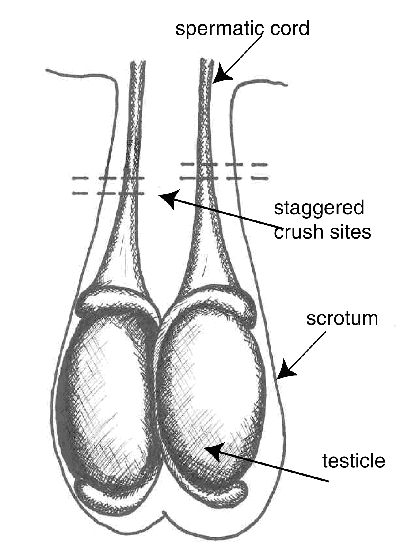 spermatic cord
staggered
crush sites
scrotum
testicle